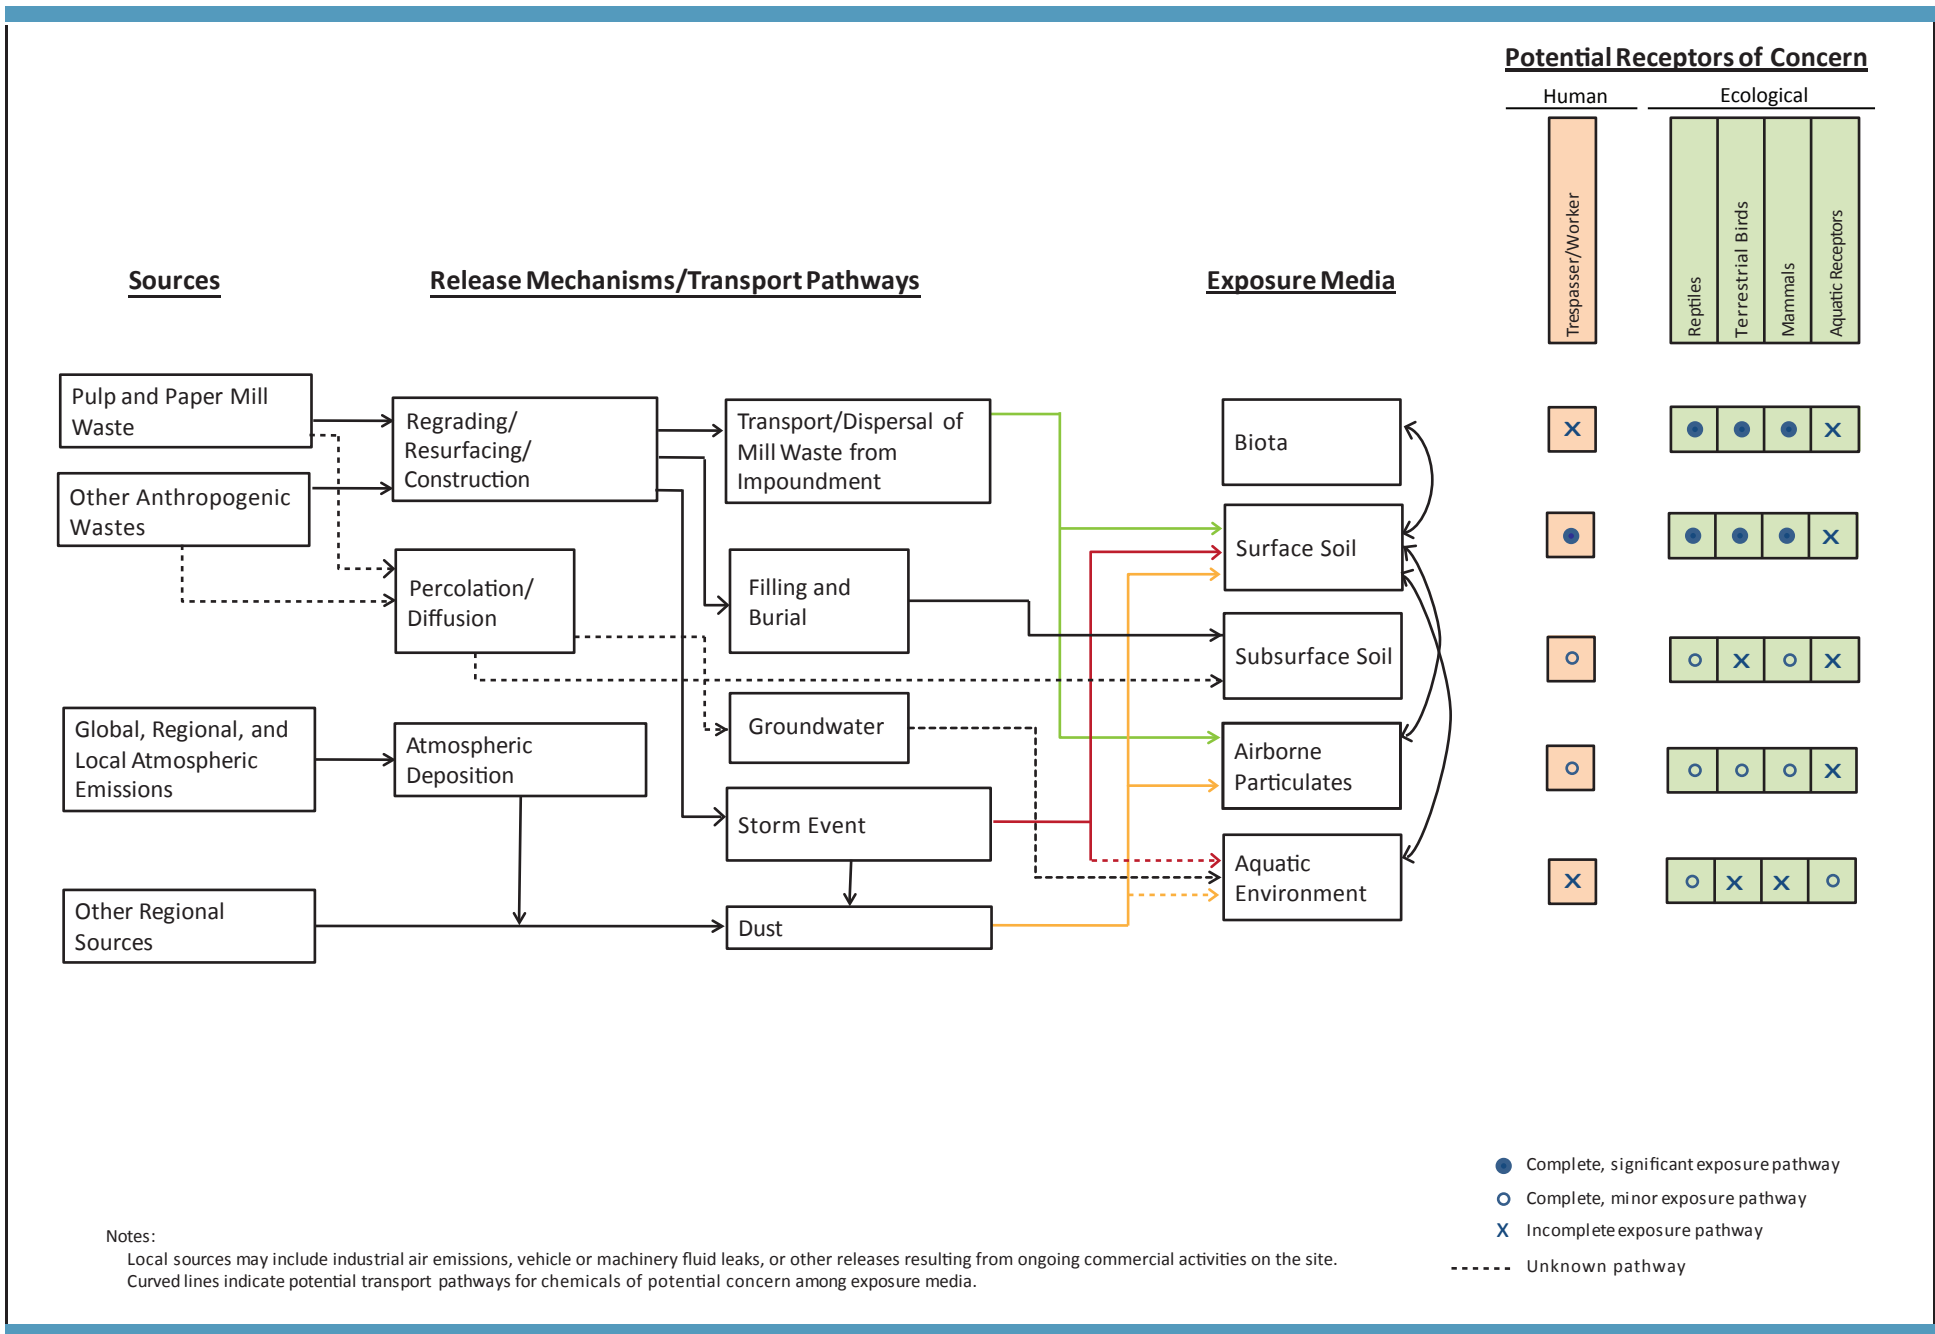 Potential Receptors of Concern
Human
Ecological
Trespasser/Worker
Reptiles
Terrestrial Birds
Mammals
Aquatic Receptors
Sources
Release Mechanisms/Transport Pathways
Exposure Media
Pulp and Paper Mill
Waste
Other Anthropogenic
Wastes
Global, Regional, and
Local Atmospheric
Emissions
Other Regional
Sources
Regrading/
Resurfacing/
Construction
Percolation/
Diffusion
Atmospheric
Deposition
Transport/Dispersal of
Mill Waste from
Impoundment
Filling and
Burial
Groundwater
Storm Event
Dust
Biota
Surface Soil
Subsurface Soil
Airborne
Particulates
Aquatic
Environment
X X
X
X X
X
X X X
Complete, significant exposure pathway
Complete, minor exposure pathway
X Incomplete exposure pathway
Unknown pathway
Notes:
Local sources may include industrial air emissions, vehicle or machinery fluid leaks, or other releases resulting from ongoing commercial activities on the site.
Curved lines indicate potential transport pathways for chemicals of potential concern among exposure media.